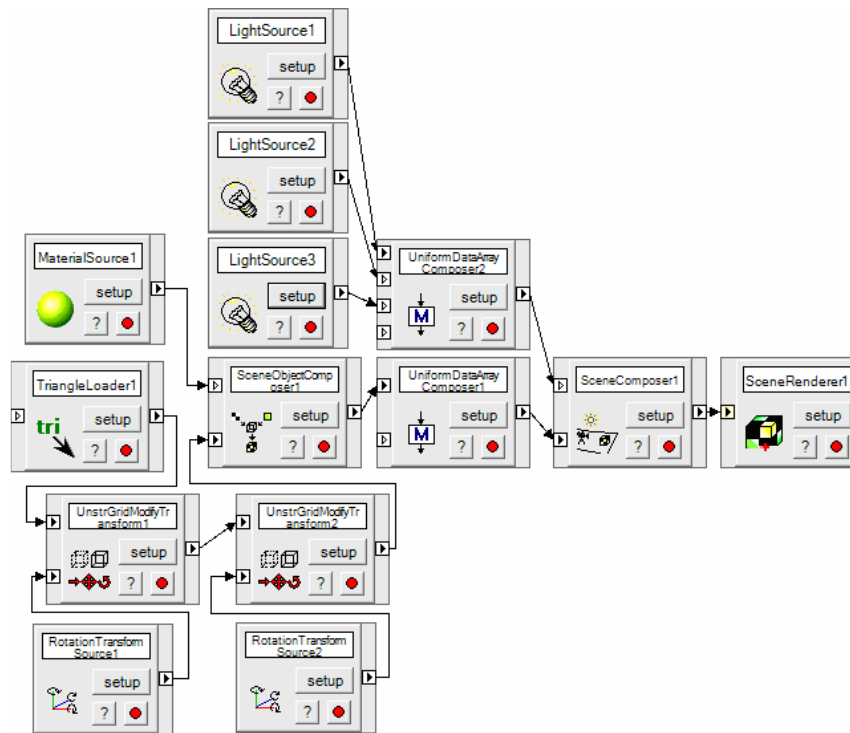 LightSource1
setup
?
LightSource2
setup
?
LightSource3
setup
?
MaterialSource1
setup
?
UniformDataArray
Composer2
M
setup
?
TriangleLoader1
tri
setup
?
SceneObjectComp
oser1
setup
?
UniformDataArray
Composer1
M
setup
?
SceneComposer1
setup
?
SceneRenderer1
setup
?
UnstrGridModifyTr
ansform1
setup
?
UnstrGridModifyTr
ansform2
setup
?
RotationTransform
Source1
setup
?
RotationTransform
Source2
setup
?